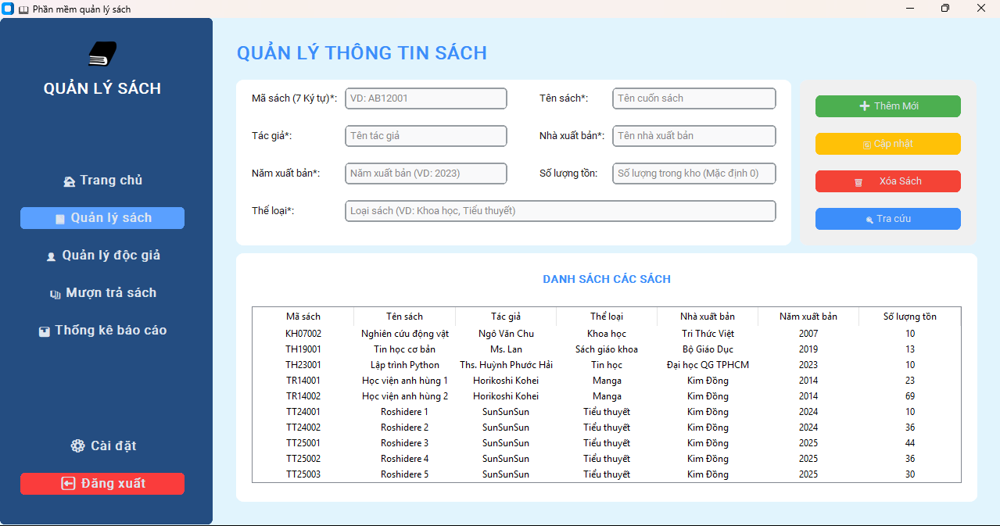 Phần mềm quản lý sách
QUẢN LÝ SÁCH
Trang chủ
Quản lý sách
Quản lý độc giả
Mượn trả sách
Thống kê báo cáo
Cài đặt
Đăng xuất
QUẢN LÝ THÔNG TIN SÁCH
Mã sách (7 Ký tự)*: VD: AB12001 Tên sách*: Tên cuốn sách
Tác giả*: Tên tác giả Nhà xuất bản*: Tên nhà xuất bản
Năm xuất bản*: Năm xuất bản (VD: 2023) Số lượng tồn: Số lượng trong kho (Mặc định 0)
Thể loại*: Loại sách (VD: Khoa học, Tiểu thuyết)
Thêm Mới
Cập nhật
Xóa Sách
Tra cứu
DANH SÁCH CÁC SÁCH
Mã sách Tên sách Tác giả Thể loại Nhà xuất bản Năm xuất bản Số lượng tồn
KH07002 Nghiên cứu động vật Ngô Văn Chu Khoa học Tri Thức Việt 2007 10
TH19001 Tin học cơ bản Ms. Lan Sách giáo khoa Bộ Giáo Dục 2019 13
TH23001 Lập trình Python Ths. Huỳnh Phước Hải Tin học Đại học QG TPHCM 2023 10
TR14001 Học viện anh hùng 1 Horikoshi Kohei Manga Kim Đồng 2014 23
TR14002 Học viện anh hùng 2 Horikoshi Kohei Manga Kim Đồng 2014 69
TT24001 Roshidere 1 SunSunSun Tiểu thuyết Kim Đồng 2024 10
TT24002 Roshidere 2 SunSunSun Tiểu thuyết Kim Đồng 2024 36
TT25001 Roshidere 3 SunSunSun Tiểu thuyết Kim Đồng 2025 44
TT25002 Roshidere 4 SunSunSun Tiểu thuyết Kim Đồng 2025 36
TT25003 Roshidere 5 SunSunSun Tiểu thuyết Kim Đồng 2025 30